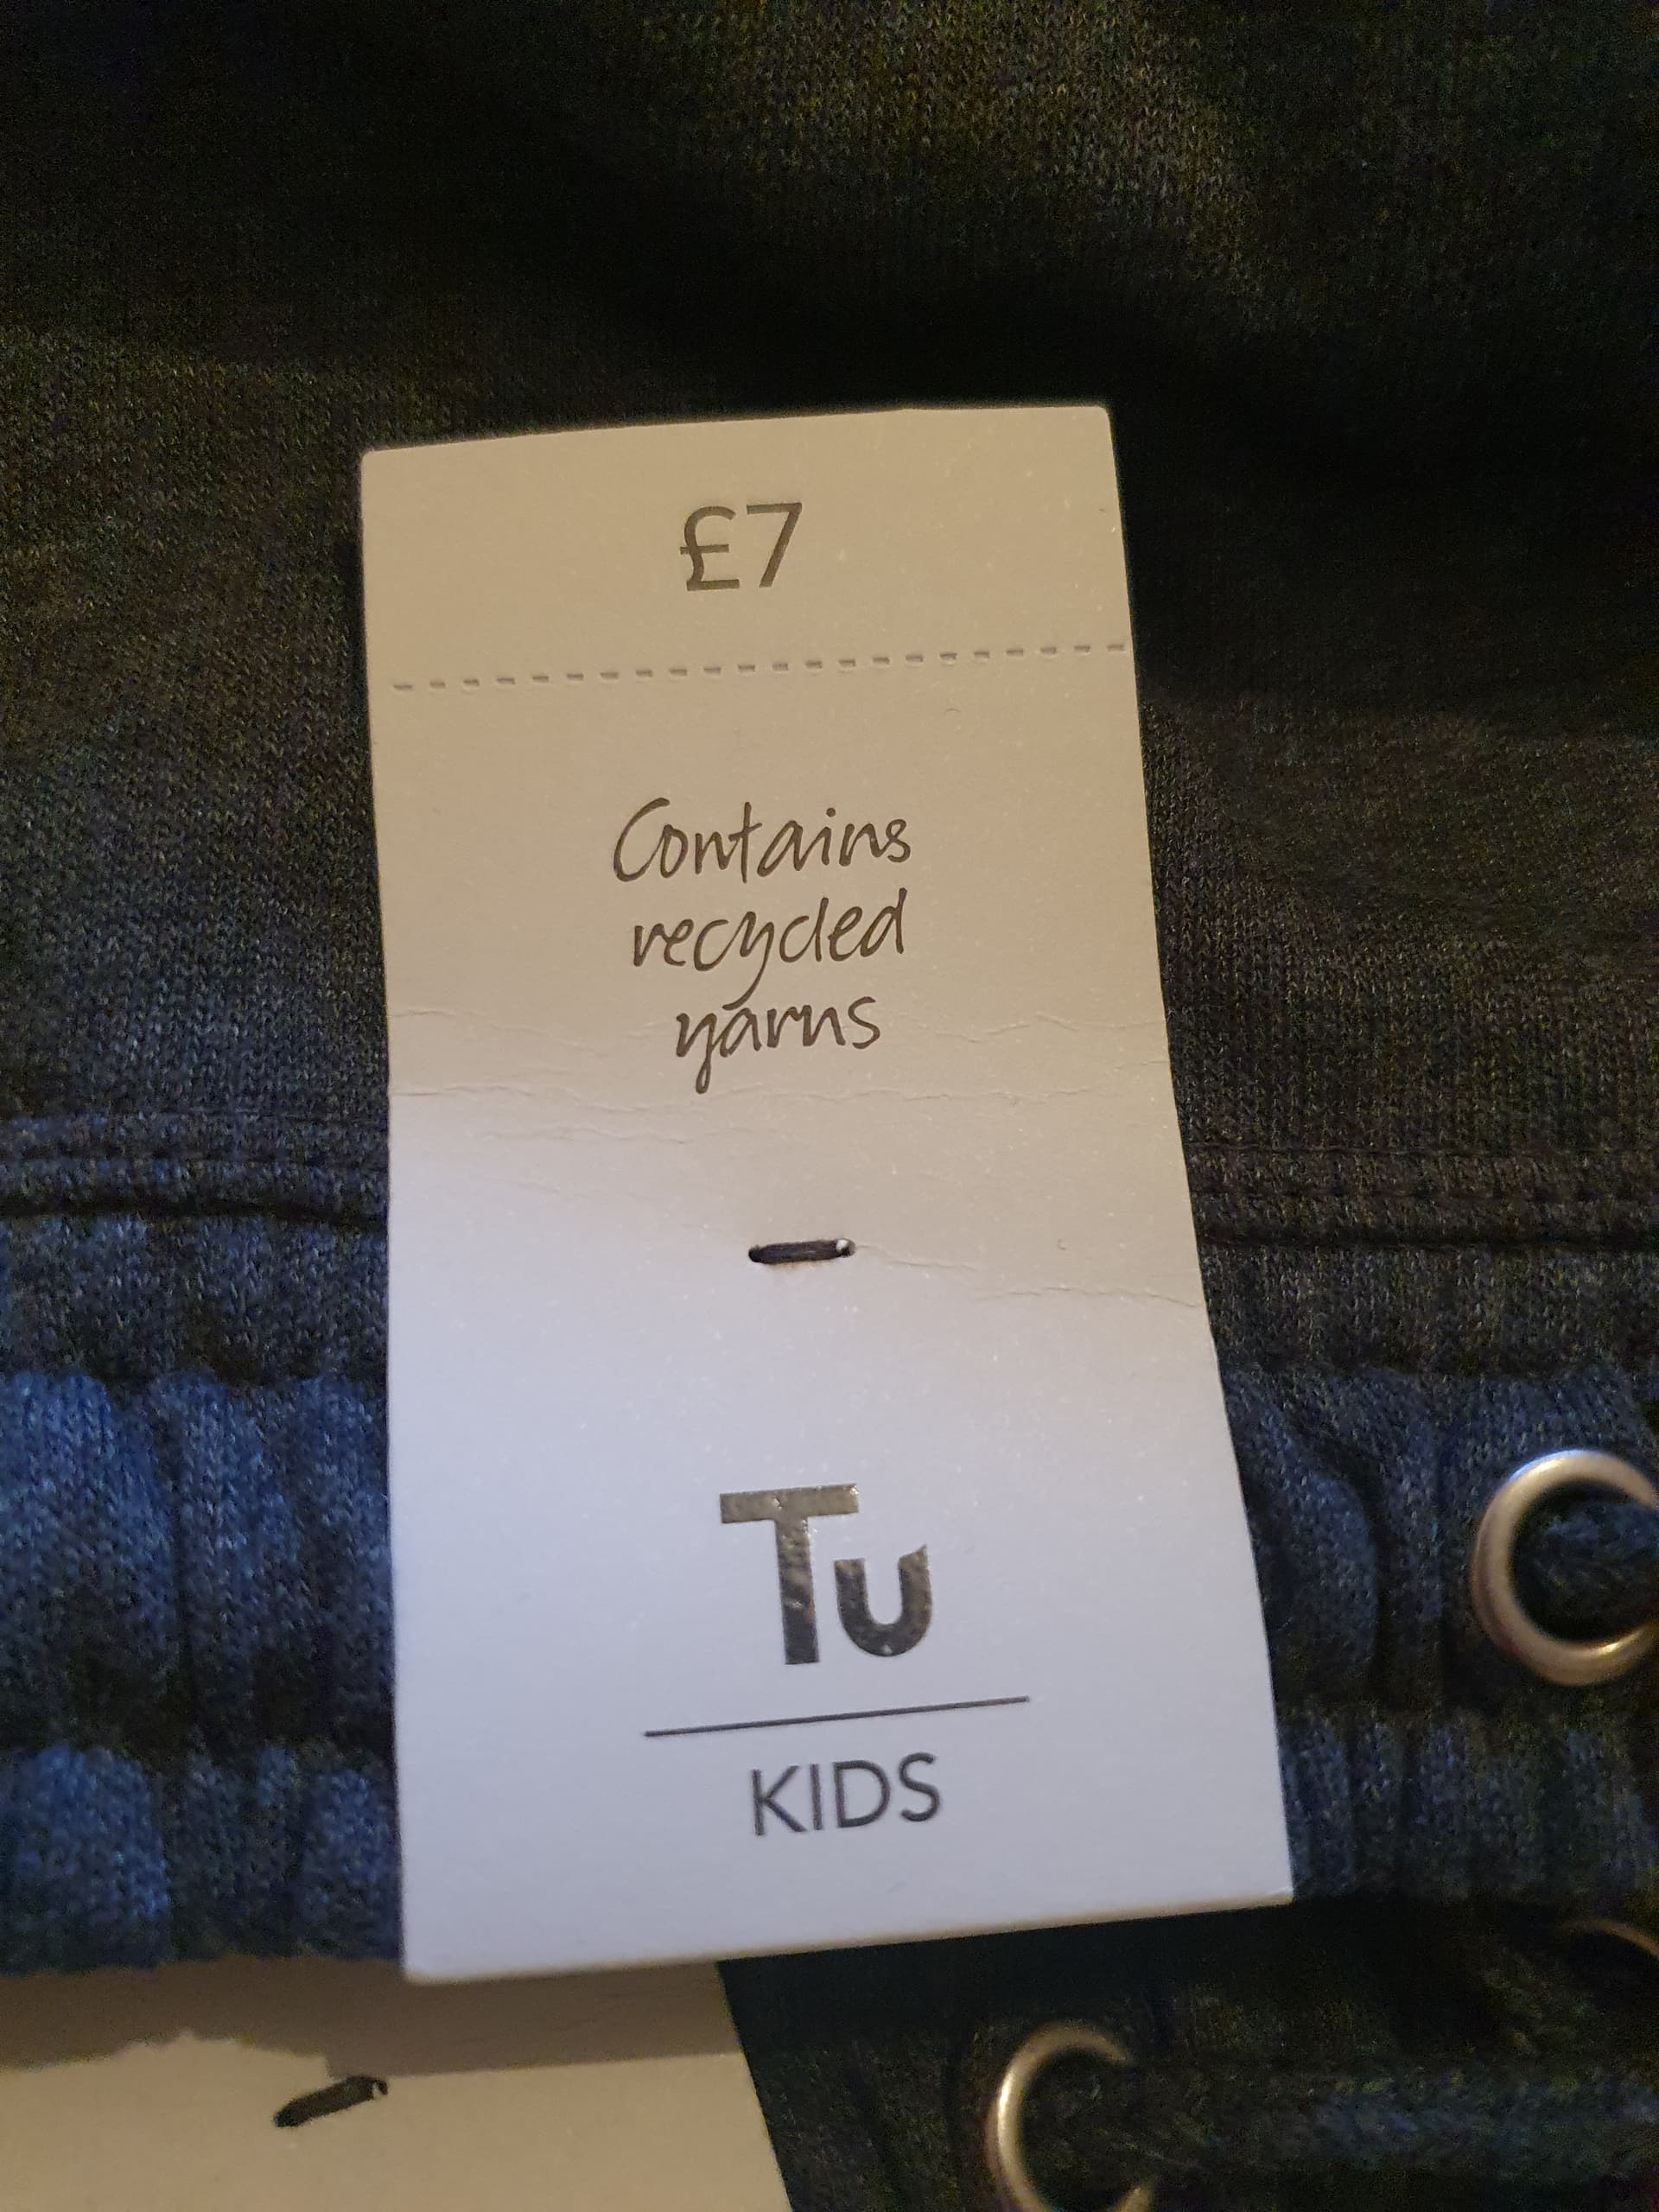 £7
Contains
recycled
yarns
Tu
KIDS